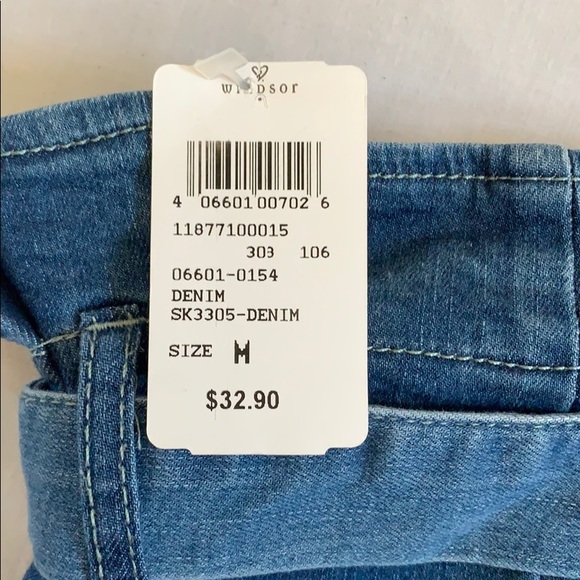 WINDSOR
4 06601 00702 6
11877100015
303 106
06601-0154
DENIM
SK3305-DENIM
SIZE M
$32.90